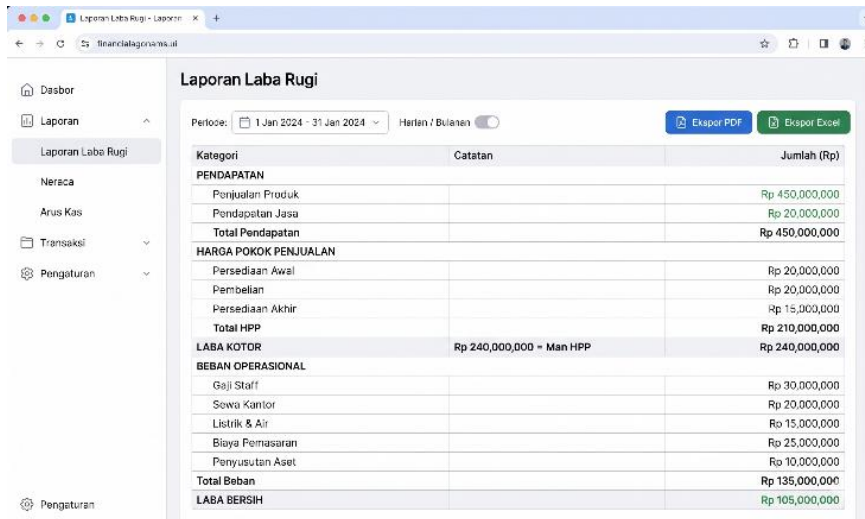 Laporan Laba Rugi - Laporan
financialagonams.ui
Dasbor
Laporan
Laporan Laba Rugi
Neraca
Arus Kas
Transaksi
Pengaturan
Pengaturan
Laporan Laba Rugi
Periode: 1 Jan 2024 - 31 Jan 2024 Harian / Bulanan Ekspor PDF Ekspor Excel
Kategori Catatan Jumlah (Rp)
PENDAPATAN
Penjualan Produk Rp 450,000,000
Pendapatan Jasa Rp 20,000,000
Total Pendapatan Rp 450,000,000
HARGA POKOK PENJUALAN
Persediaan Awal Rp 20,000,000
Pembelian Rp 20,000,000
Persediaan Akhir Rp 15,000,000
Total HPP Rp 210,000,000
LABA KOTOR Rp 240,000,000 = Man HPP Rp 240,000,000
BEBAN OPERASIONAL
Gaji Staff Rp 30,000,000
Sewa Kantor Rp 20,000,000
Listrik & Air Rp 15,000,000
Biaya Pemasaran Rp 25,000,000
Penyusutan Aset Rp 10,000,000
Total Beban Rp 135,000,000
LABA BERSIH Rp 105,000,000